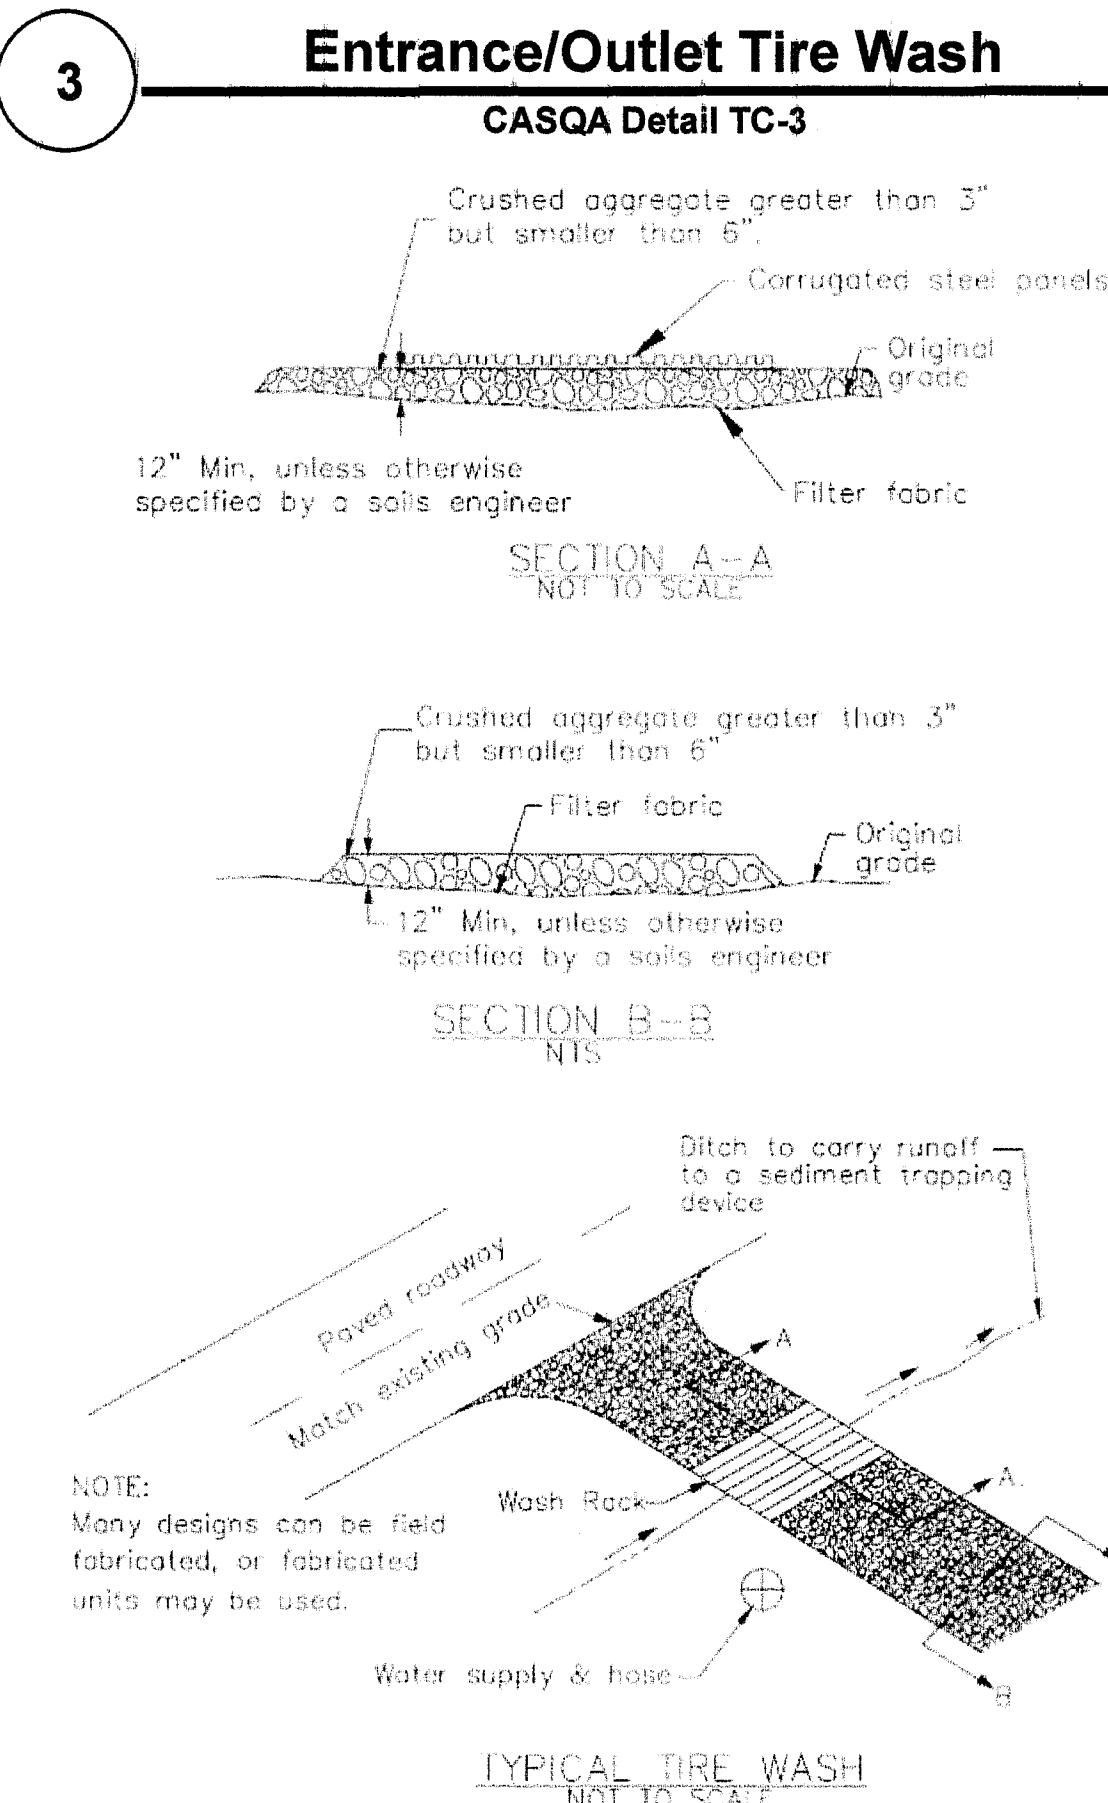 3
Entrance/Outlet Tire Wash
CASQA Detail TC-3
Crushed aggregate greater than 3"
but smaller than 6".
Corrugated steel panels
Original
grade
12" Min, unless otherwise
specified by a soils engineer
Filter fabric
SECTION A-A
NOT TO SCALE
Crushed aggregate greater than 3"
but smaller than 6"
Filter fabric
Original
grade
12" Min, unless otherwise
specified by a soils engineer
SECTION B-B
NTS
Ditch to carry runoff
to a sediment trapping
device
Paved roadway
Match existing grade
A
A.
NOTE:
Many designs can be field
fabricated, or fabricated
units may be used.
Wash Rack
Water supply & hose
B
TYPICAL TIRE WASH
NOT TO SCALE